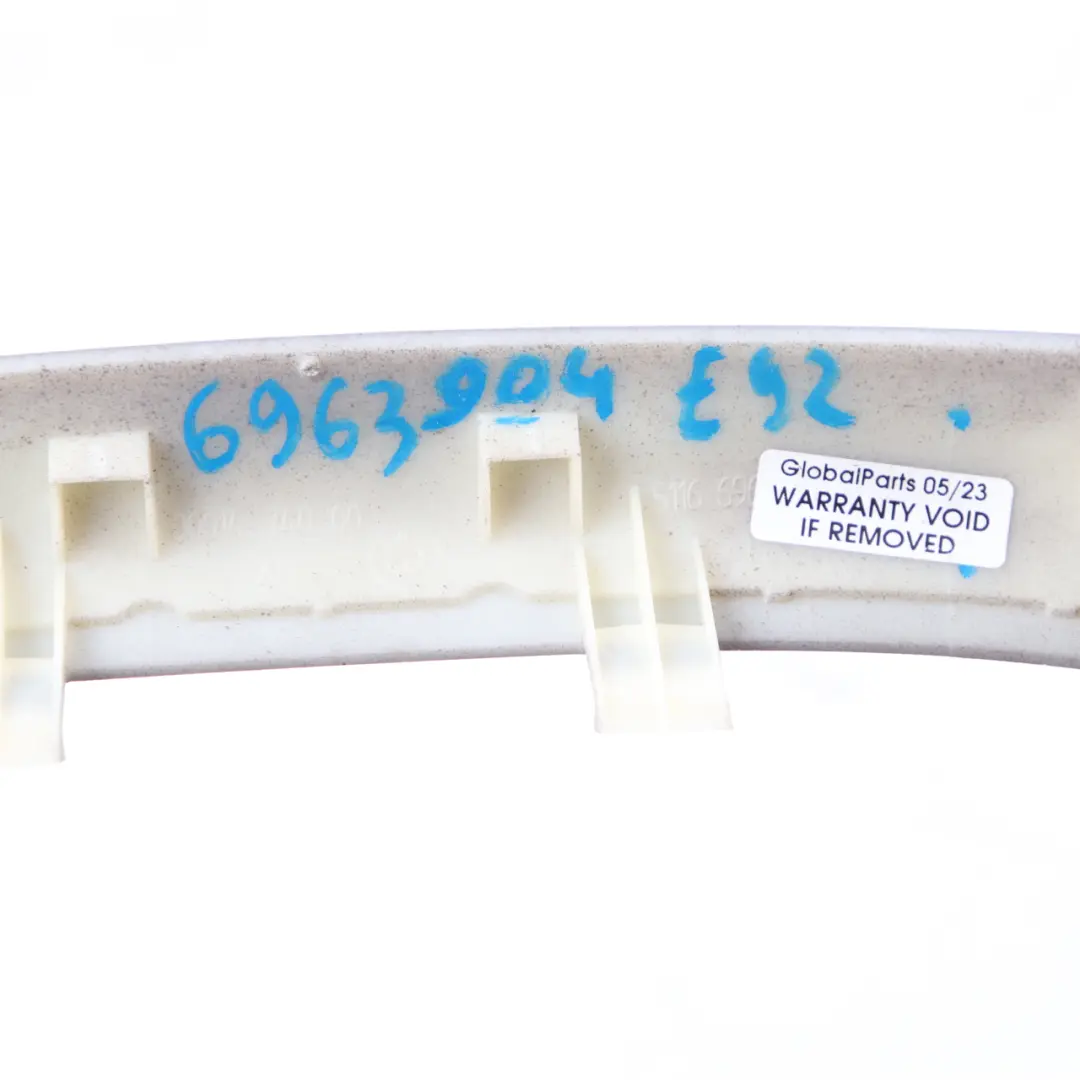 6963904 E92
GlobalParts 05/23
WARRANTY VOID
IF REMOVED